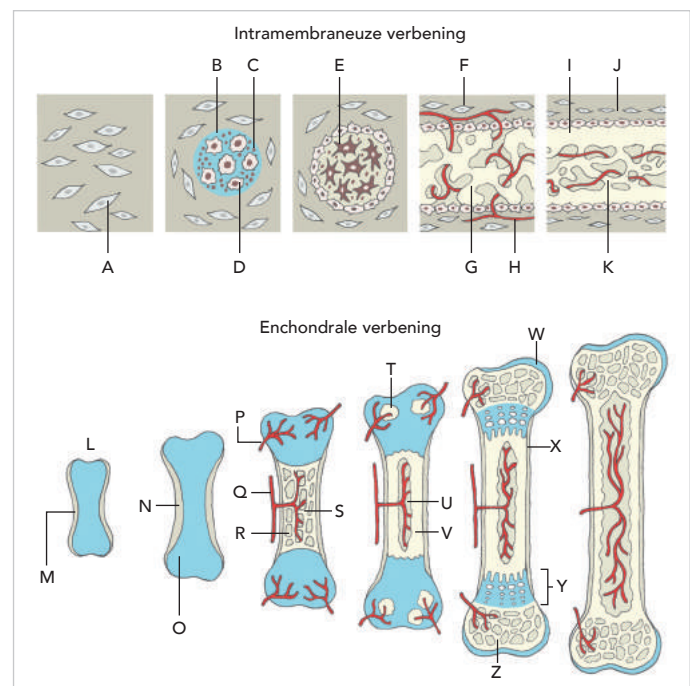 Intramembraneuze verbening
B C E F I J
A D G H K
Enchondrale verbening
W
T
P
L
X
Q
N S U
R V
M
Y
O
Z